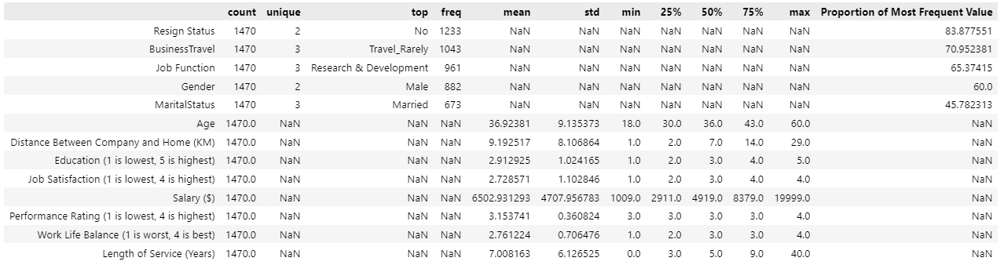 count unique top freq mean std min 25% 50% 75% max Proportion of Most Frequent Value
Resign Status 1470 2 No 1233 NaN NaN NaN NaN NaN NaN NaN 83.877551
BusinessTravel 1470 3 Travel_Rarely 1043 NaN NaN NaN NaN NaN NaN NaN 70.952381
Job Function 1470 3 Research & Development 961 NaN NaN NaN NaN NaN NaN NaN 65.37415
Gender 1470 2 Male 882 NaN NaN NaN NaN NaN NaN NaN 60.0
MaritalStatus 1470 3 Married 673 NaN NaN NaN NaN NaN NaN NaN 45.782313
Age 1470.0 NaN NaN NaN 36.92381 9.135373 18.0 30.0 36.0 43.0 60.0 NaN
Distance Between Company and Home (KM) 1470.0 NaN NaN NaN 9.192517 8.106864 1.0 2.0 7.0 14.0 29.0 NaN
Education (1 is lowest, 5 is highest) 1470.0 NaN NaN NaN 2.912925 1.024165 1.0 2.0 3.0 4.0 5.0 NaN
Job Satisfaction (1 is lowest, 4 is highest) 1470.0 NaN NaN NaN 2.728571 1.102846 1.0 2.0 3.0 4.0 4.0 NaN
Salary ($) 1470.0 NaN NaN NaN 6502.931293 4707.956783 1009.0 2911.0 4919.0 8379.0 19999.0 NaN
Performance Rating (1 is lowest, 4 is highest) 1470.0 NaN NaN NaN 3.153741 0.360824 3.0 3.0 3.0 3.0 4.0 NaN
Work Life Balance (1 is worst, 4 is best) 1470.0 NaN NaN NaN 2.761224 0.706476 1.0 2.0 3.0 3.0 4.0 NaN
Length of Service (Years) 1470.0 NaN NaN NaN 7.008163 6.126525 0.0 3.0 5.0 9.0 40.0 NaN